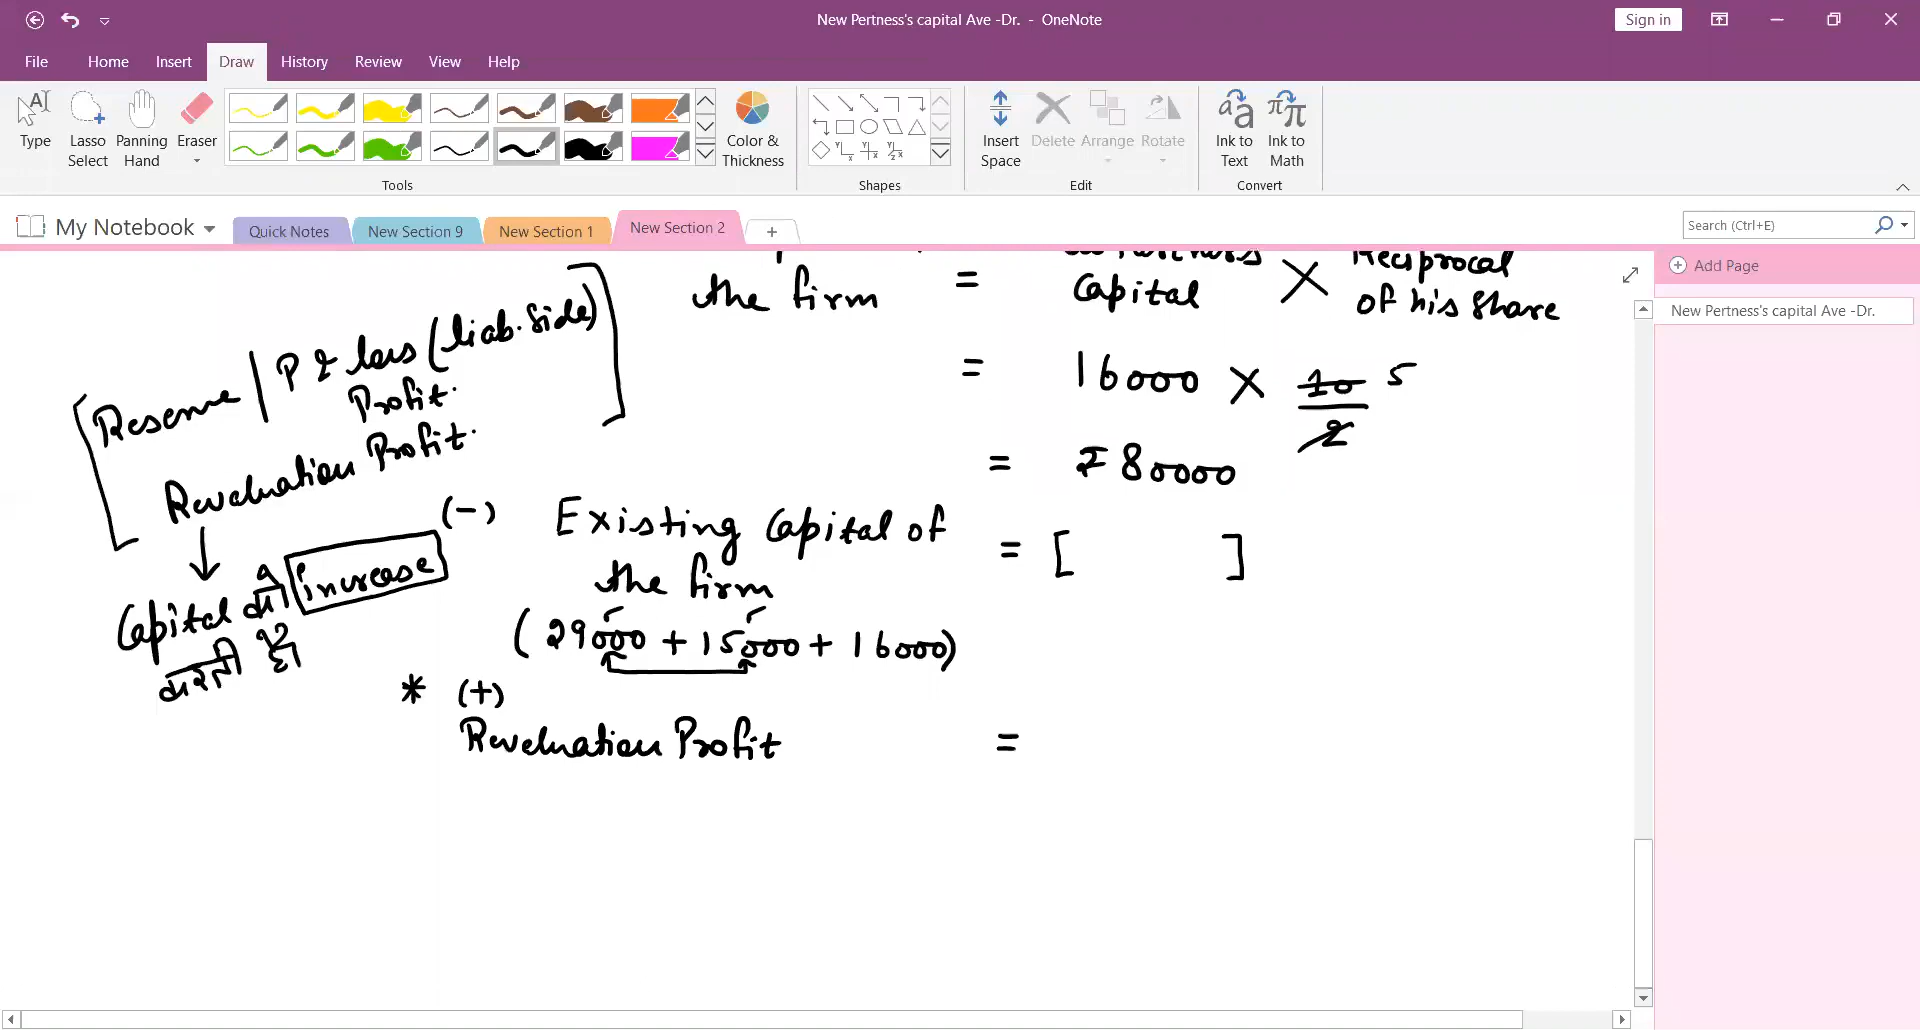 New Pertness's capital Ave -Dr. - OneNote
Sign in
File Home Insert Draw History Review View Help
Type
Lasso Select
Panning Hand
Eraser
Color & Thickness
Insert Space
Delete
Arrange
Rotate
Ink to Text
Ink to Math
Tools
Shapes
Edit
Convert
My Notebook
Quick Notes
New Section 9
New Section 1
New Section 2
Search (Ctrl+E)
Add Page
New Pertness's capital Ave -Dr.
the firm = Capital × Reciprocal of his share
= 16000 × 10/2 5
= ₹80000
[Reserve / P & loss (liab. side)
Profit.
Revaluation Profit.]
Capital को increase
करती है
(-) Existing Capital of
the firm = [ ]
(29000 + 15000 + 16000)
* (+)
Revaluation Profit =